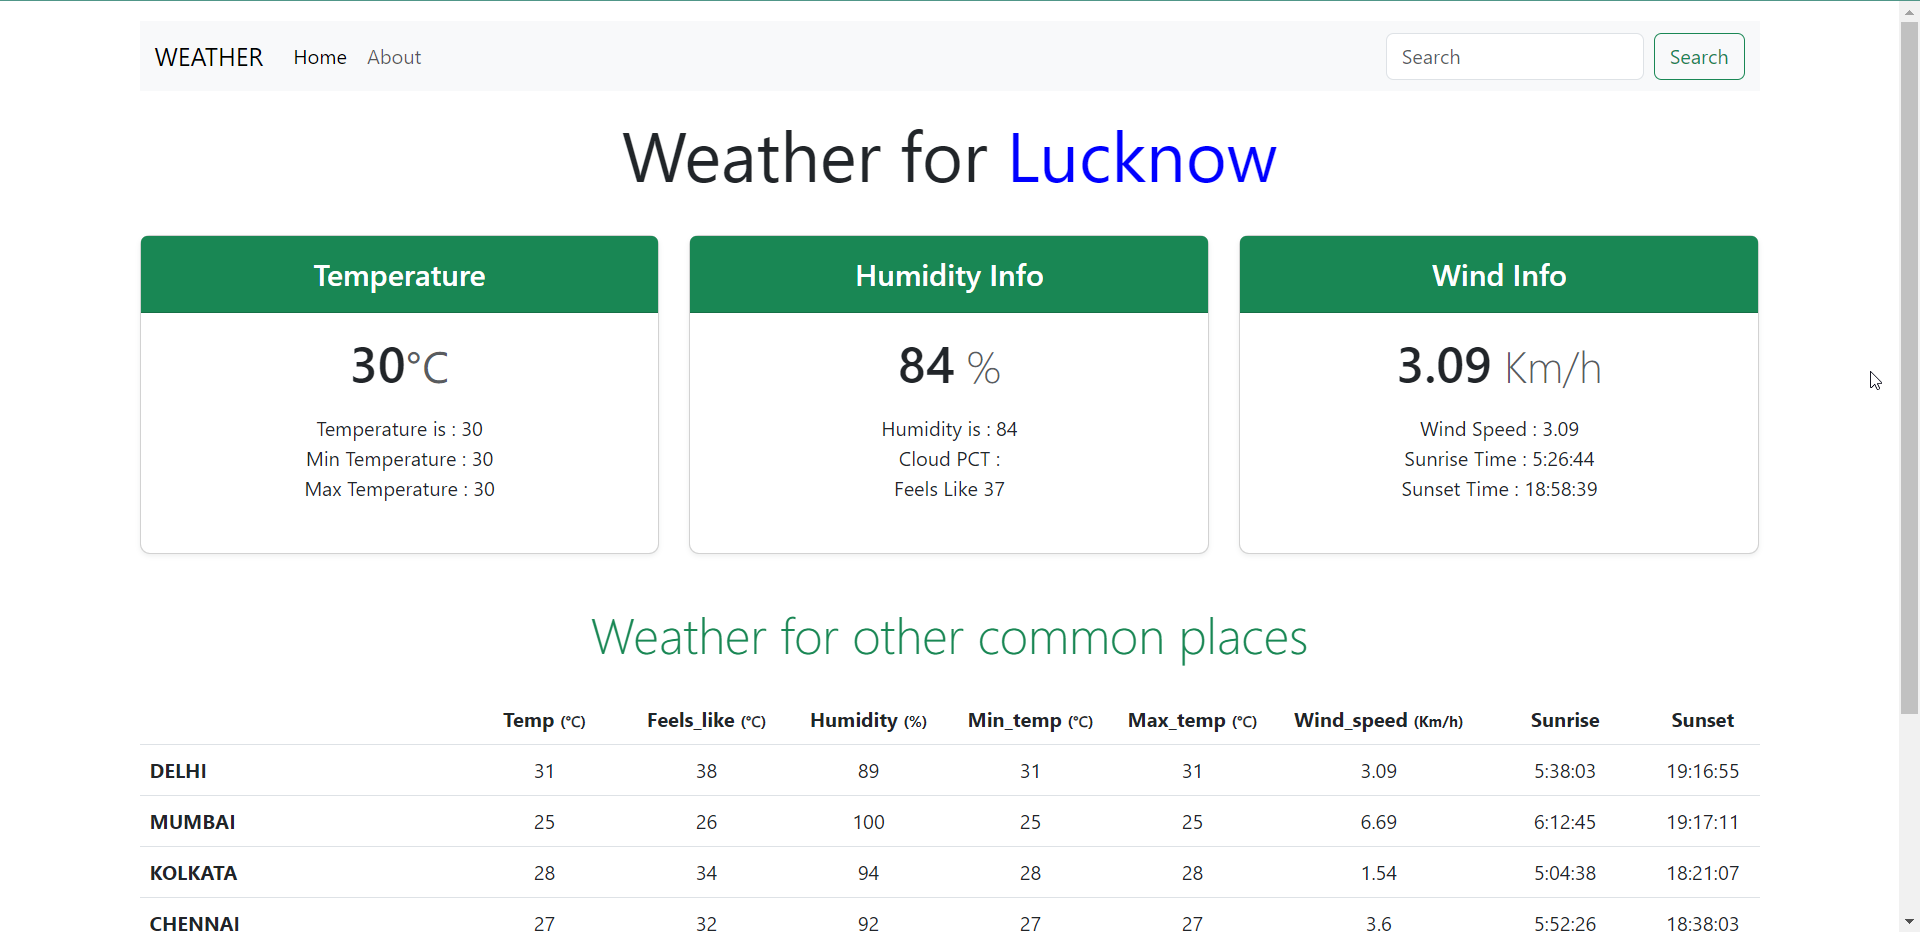 WEATHER Home About Search Search
Weather for Lucknow
Temperature
30°C
Temperature is : 30
Min Temperature : 30
Max Temperature : 30
Humidity Info
84 %
Humidity is : 84
Cloud PCT :
Feels Like 37
Wind Info
3.09 Km/h
Wind Speed : 3.09
Sunrise Time : 5:26:44
Sunset Time : 18:58:39
Weather for other common places
Temp (°C) Feels_like (°C) Humidity (%) Min_temp (°C) Max_temp (°C) Wind_speed (Km/h) Sunrise Sunset
DELHI 31 38 89 31 31 3.09 5:38:03 19:16:55
MUMBAI 25 26 100 25 25 6.69 6:12:45 19:17:11
KOLKATA 28 34 94 28 28 1.54 5:04:38 18:21:07
CHENNAI 27 32 92 27 27 3.6 5:52:26 18:38:03